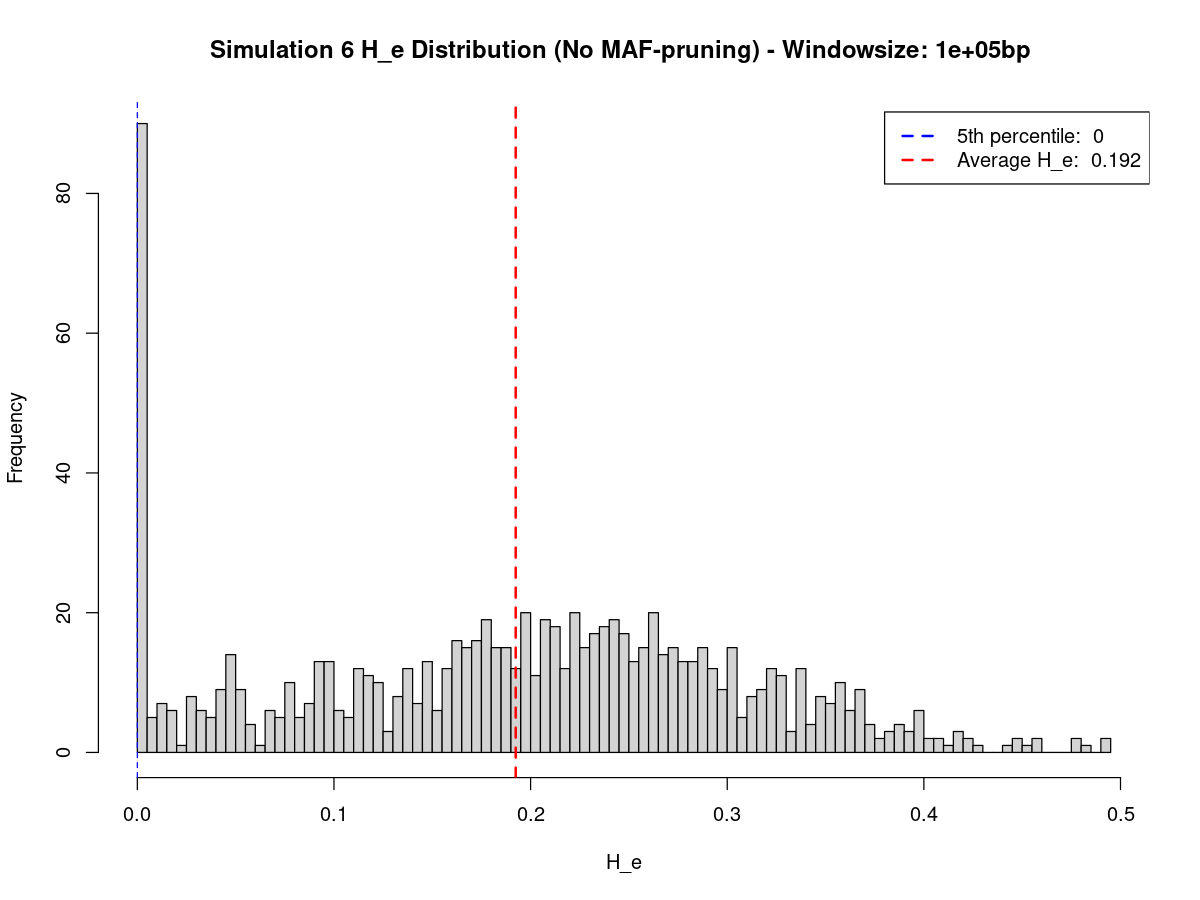 Simulation 6 H_e Distribution (No MAF-pruning) - Windowsize: 1e+05bp
5th percentile:  0
Average H_e:  0.192
Frequency
80
60
40
20
0
0.0 0.1 0.2 0.3 0.4 0.5
H_e